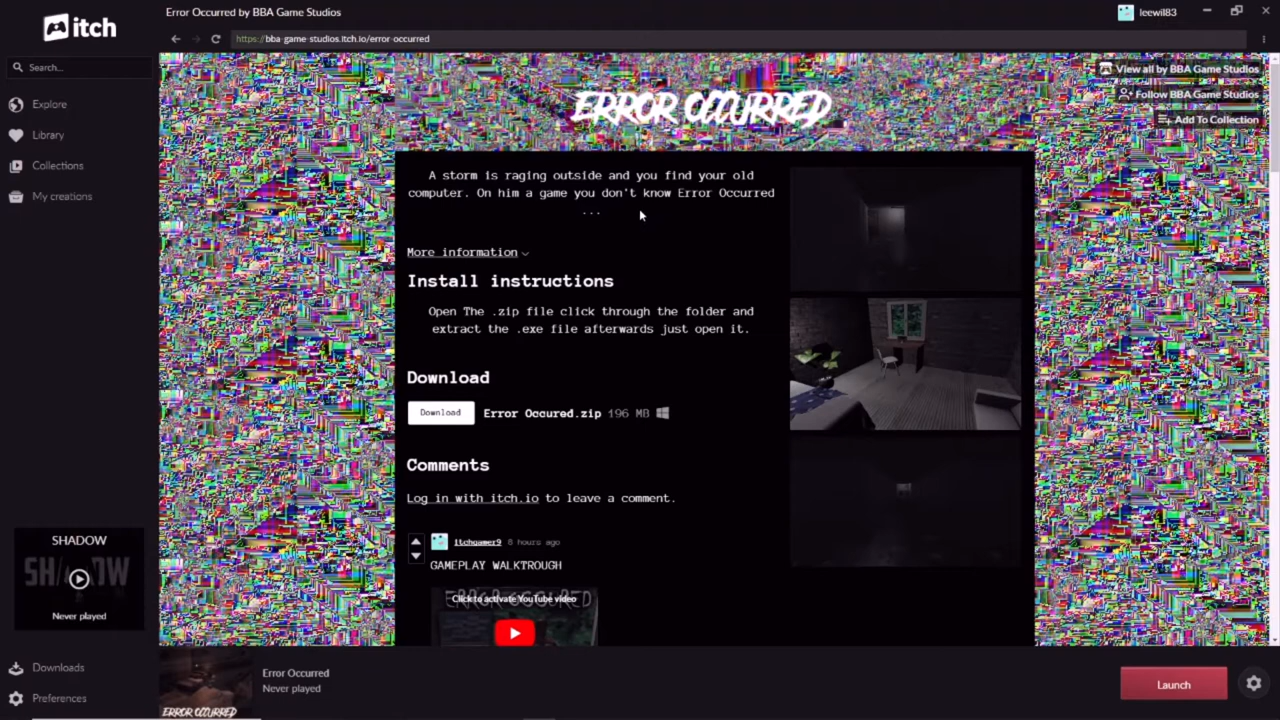 itch
Error Occurred by BBA Game Studios
leewil83
https://bba-game-studios.itch.io/error-occurred
Search...
Explore
Library
Collections
My creations
View all by BBA Game Studios
Follow BBA Game Studios
Add To Collection
ERROR OCCURRED
A storm is raging outside and you find your old
computer. On him a game you don't know Error Occurred
...
More information
Install instructions
Open The .zip file click through the folder and
extract the .exe file afterwards just open it.
Download
Download Error Occured.zip 196 MB
Comments
Log in with itch.io to leave a comment.
Itchgamer9 8 hours ago
GAMEPLAY WALKTROUGH
ERROR OCCURED
Click to activate YouTube video
SHADOW
SHADOW
Never played
Downloads
Preferences
ERROR OCCURRED
Error Occurred
Never played
Launch